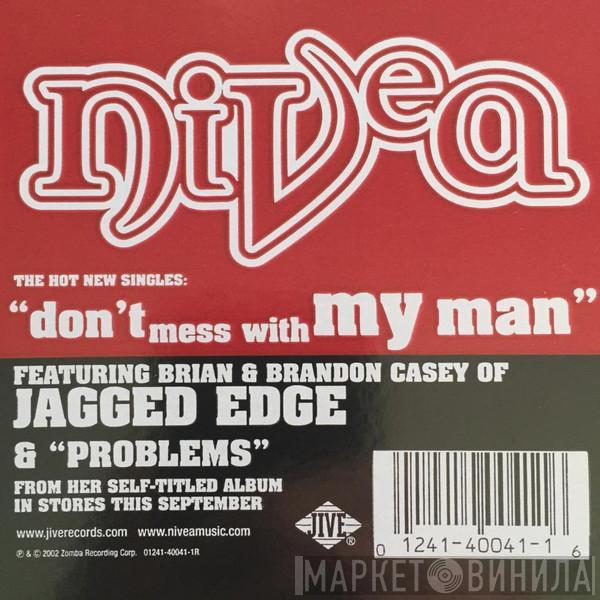 nivea
THE HOT NEW SINGLES:
"don't mess with my man"
FEATURING BRIAN & BRANDON CASEY OF
JAGGED EDGE
& "PROBLEMS"
FROM HER SELF-TITLED ALBUM
IN STORES THIS SEPTEMBER
www.jiverecords.com www.niveamusic.com
℗ & © 2002 Zomba Recording Corp. 01241-40041-1R
JIVE®
0 1241-40041-1 6
МАРКЕТ ВИНИЛА